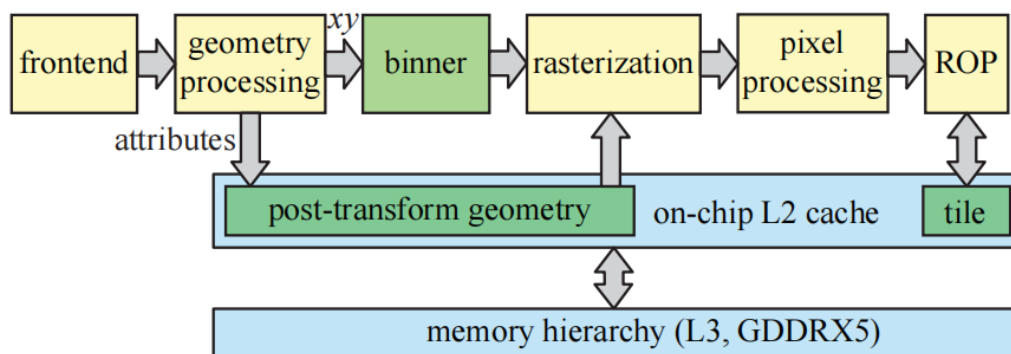 frontend
geometry
processing
xy
binner
rasterization
pixel
processing
ROP
attributes
post-transform geometry
on-chip L2 cache
tile
memory hierarchy (L3, GDDRX5)